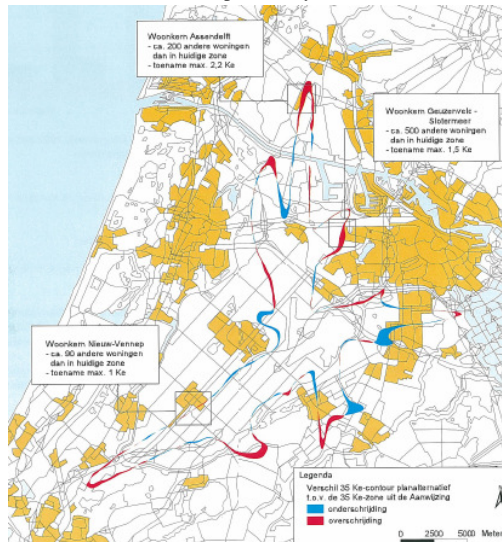 Woonkern Assendelft
- ca. 200 andere woningen
dan in huidige zone
- toename max. 2,2 Ke
Woonkern Geuzenvels -
Slotermeer
- ca. 500 andere woningen
dan in huidige zone
- toename max. 1,5 Ke
Woonkern Nieuw-Vennep
- ca. 90 andere woningen
dan in huidige zone
- toename max. 1 Ke
Legenda
Verschil 35 Ke-contour planalternatief
t.o.v. de 35 Ke-zone uit de Aanwijzing
onderschrijding
overschrijding
0 2500 5000 Meter